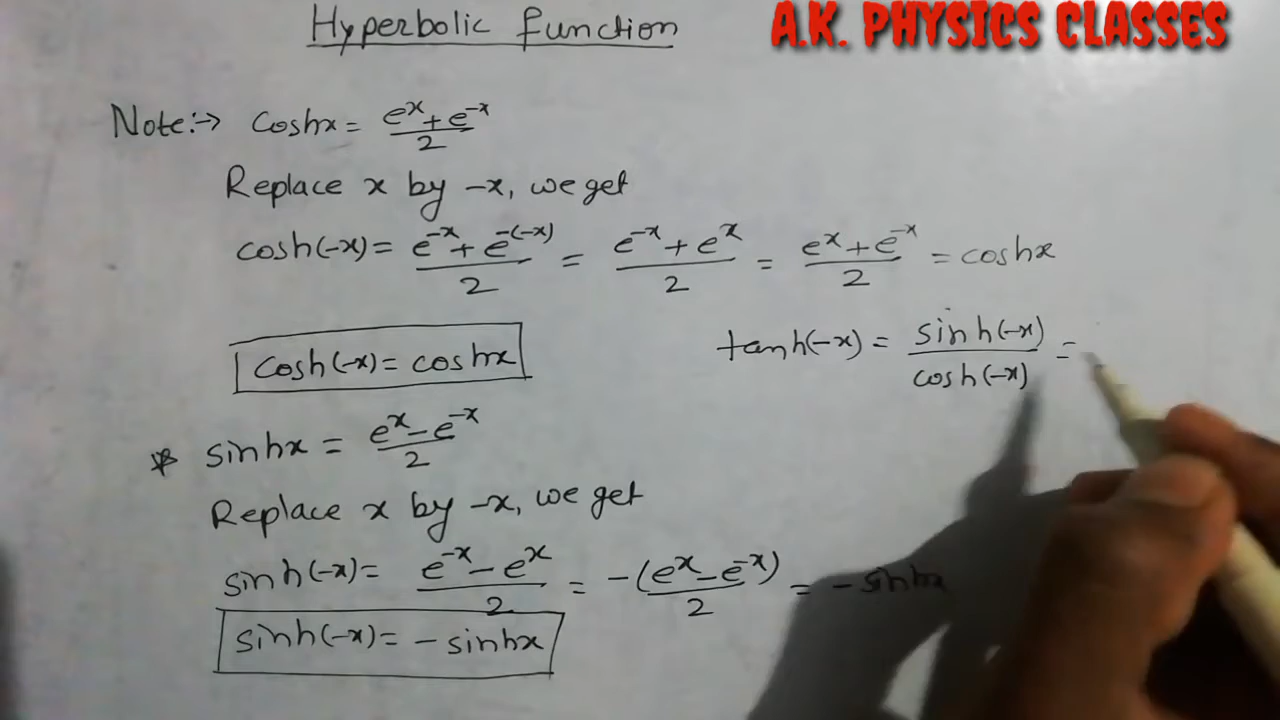 Hyperbolic function
A.K. PHYSICS CLASSES
Note:→ coshx = (e^x + e^-x)/2
Replace x by -x, we get
cosh(-x) = (e^-x + e^-(-x))/2 = (e^-x + e^x)/2 = (e^x + e^-x)/2 = coshx
cosh(-x) = coshx
tanh(-x) = sinh(-x)/cosh(-x) =
* sinhx = (e^x - e^-x)/2
Replace x by -x, we get
sinh(-x) = (e^-x - e^x)/2 = -(e^x - e^-x)/2 = - sinhx
sinh(-x) = - sinhx